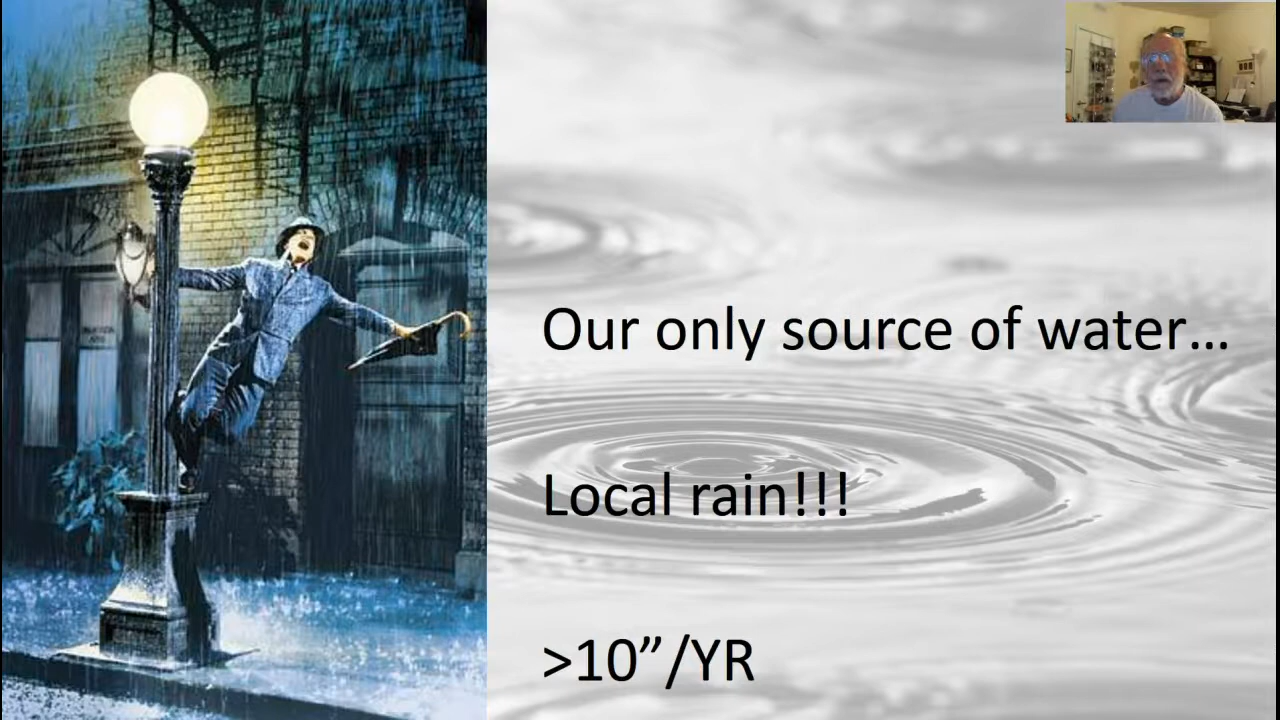 Our only source of water…
Local rain!!!
>10”/YR